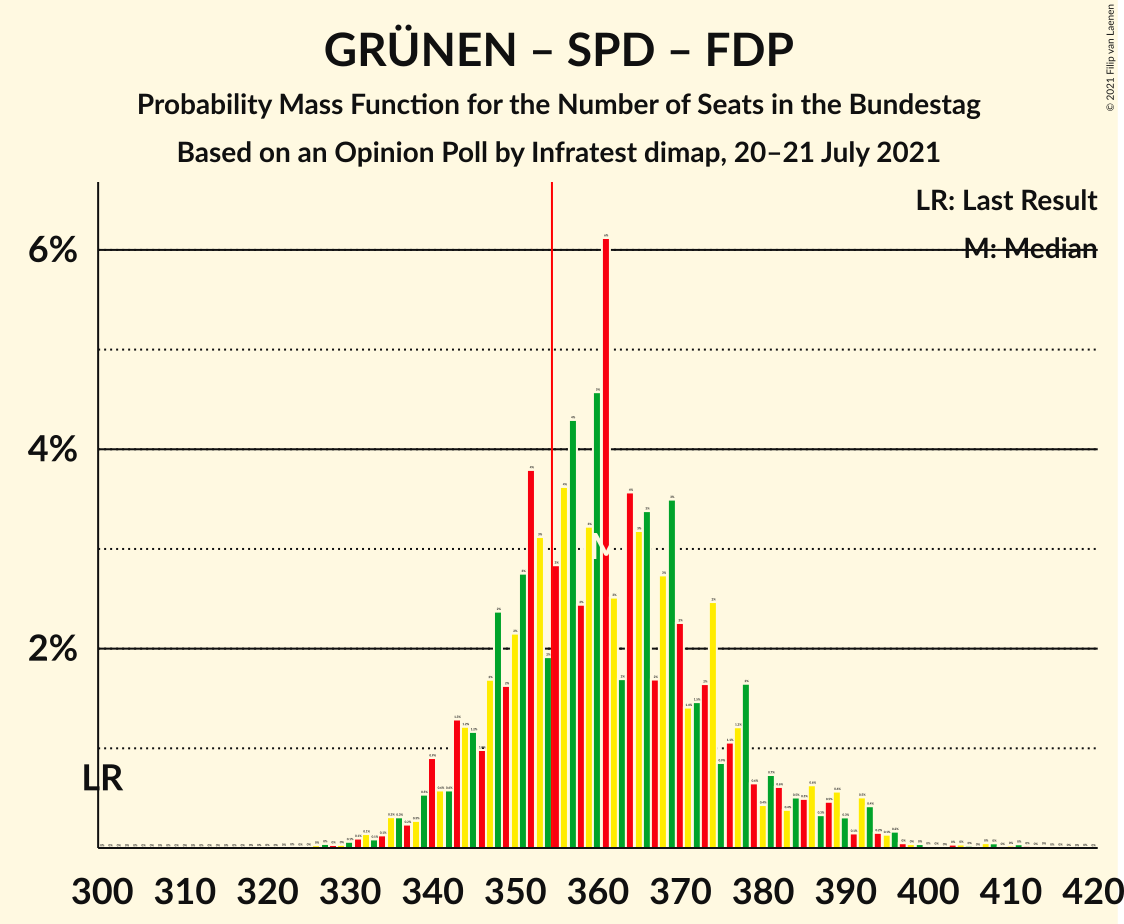 GRÜNEN – SPD – FDP
Probability Mass Function for the Number of Seats in the Bundestag
Based on an Opinion Poll by Infratest dimap, 20–21 July 2021
© 2021 Filip van Laenen
LR: Last Result
M: Median
6%
4%
2%
LR
M
300 310 320 330 340 350 360 370 380 390 400 410 420